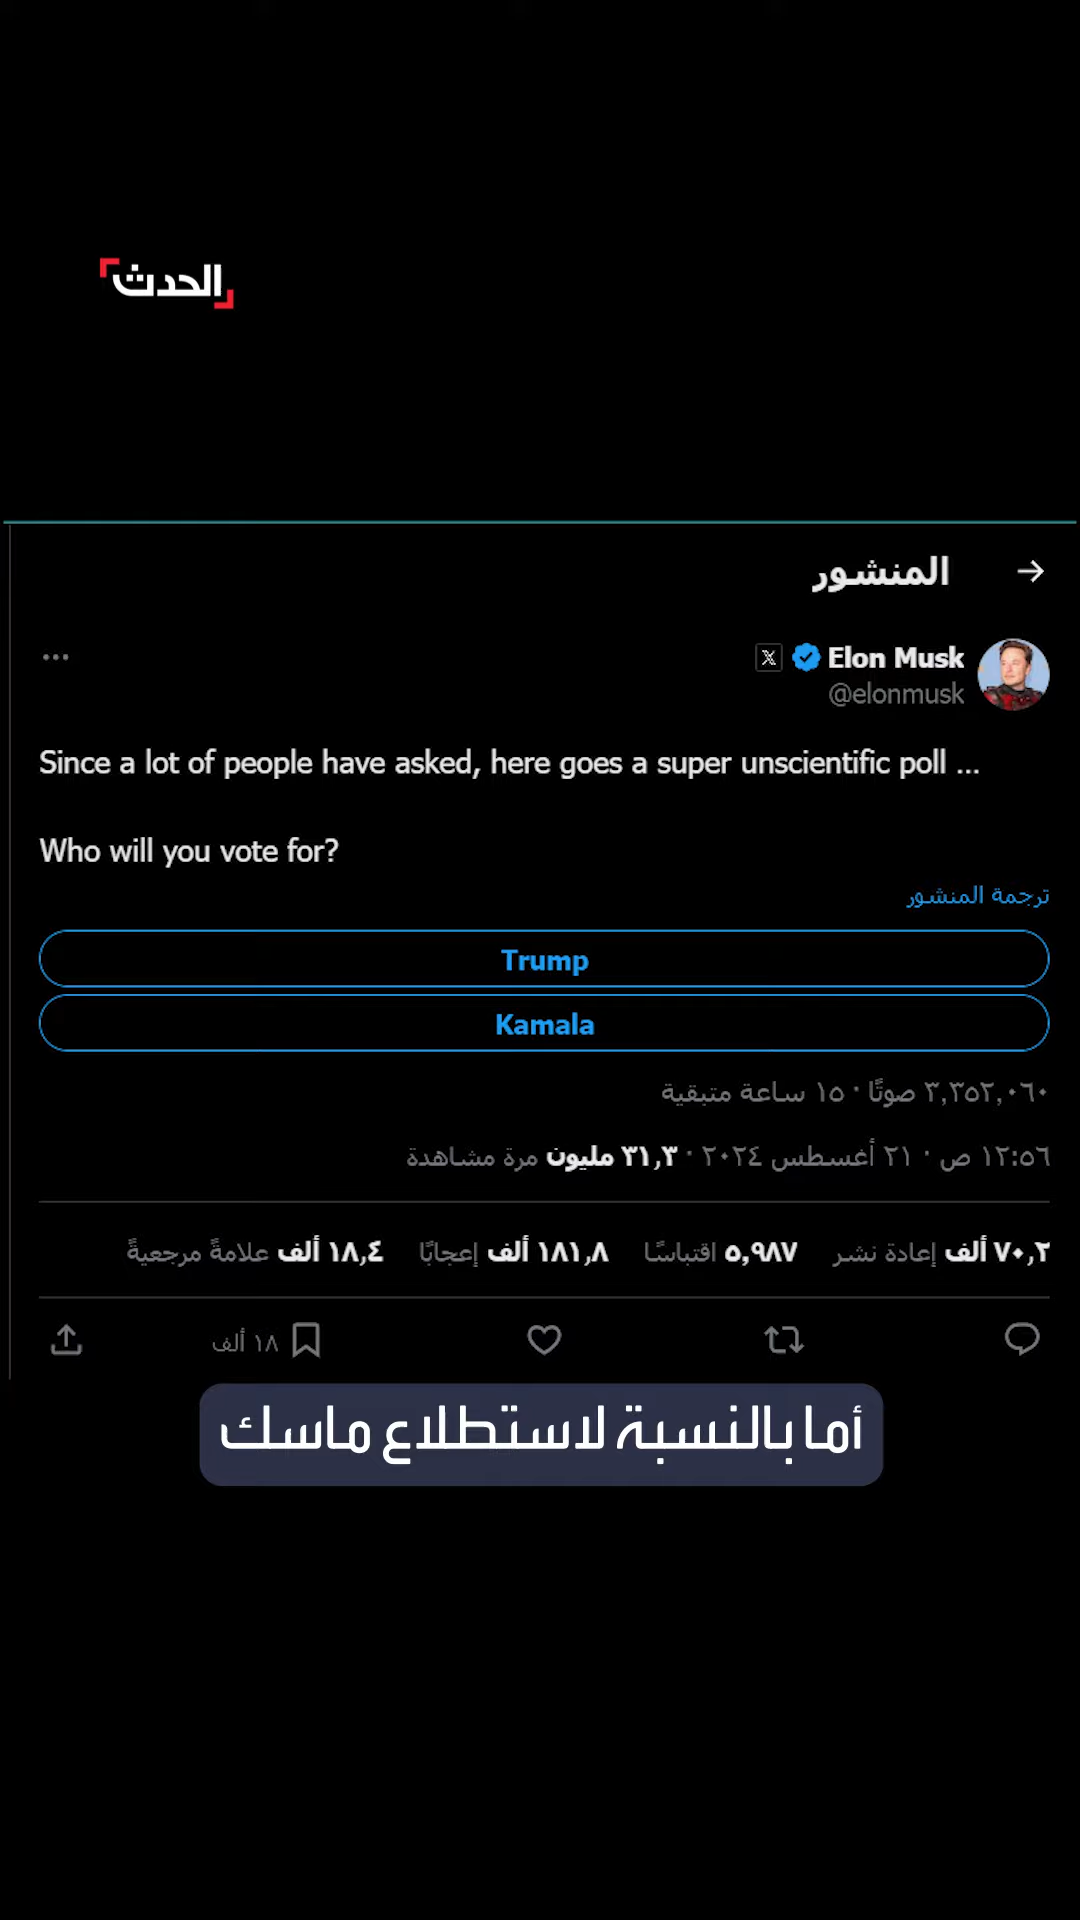 الحدث
المنشور
Elon Musk
@elonmusk
Since a lot of people have asked, here goes a super unscientific poll ...
Who will you vote for?
ترجمة المنشور
Trump
Kamala
٣,٣٥٢,٠٦٠ صوتًا · ١٥ ساعة متبقية
١٢:٥٦ ص · ٢١ أغسطس ٢٠٢٤ · ٣١,٣ مليون مرة مشاهدة
٧٠,٢ ألف إعادة نشر ٥,٩٨٧ اقتباسًا ١٨١,٨ ألف إعجابًا ١٨,٤ ألف علامةً مرجعيةً
١٨ ألف
أما بالنسبة لاستطلاع ماسك